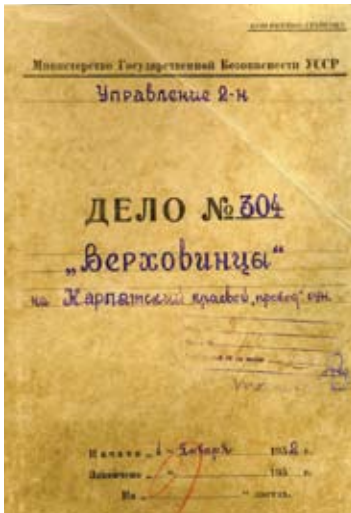 Министерство Государственной Безопасности УССР
Управление 2-н
ДЕЛО № 304
„Верховинцы“
на Карпатский краевой „провод“ оун
Начато „1“ Января 1952 г.
Закончено „ “ 195 г.
На “ листах.